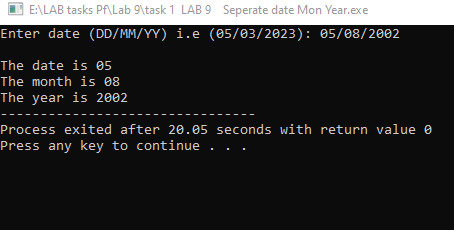 E:\LAB tasks Pf\Lab 9\task 1 LAB 9 Seperate date Mon Year.exe
Enter date (DD/MM/YY) i.e (05/03/2023): 05/08/2002
The date is 05
The month is 08
The year is 2002
--------------------------------
Process exited after 20.05 seconds with return value 0
Press any key to continue . . .